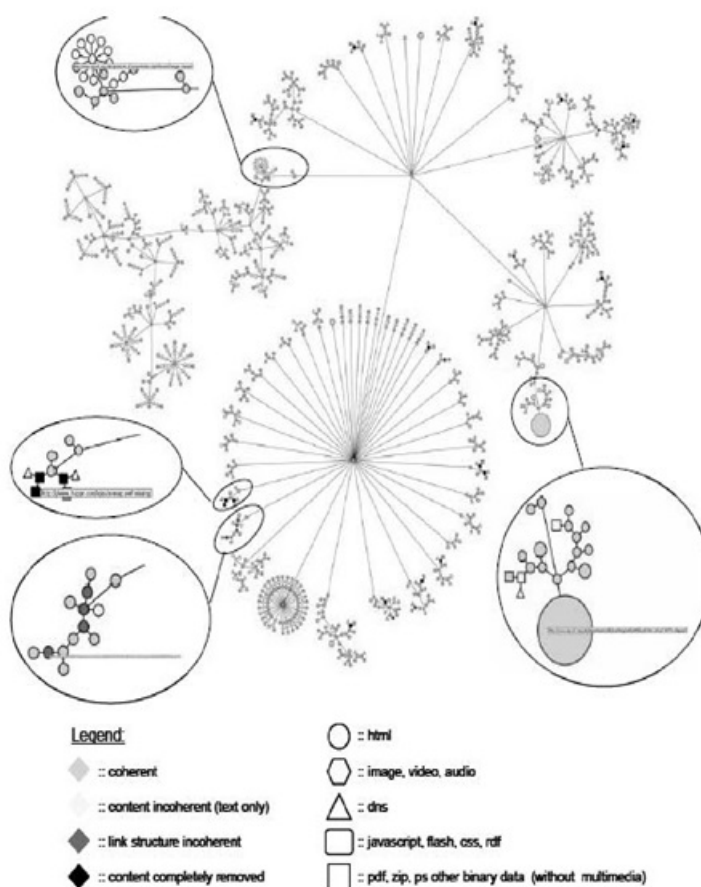 Legend:
:: coherent
:: content incoherent (text only)
:: link structure incoherent
:: content completely removed
:: html
:: image, video, audio
:: dns
:: javascript, flash, css, rdf
:: pdf, zip, ps other binary data (without multimedia)